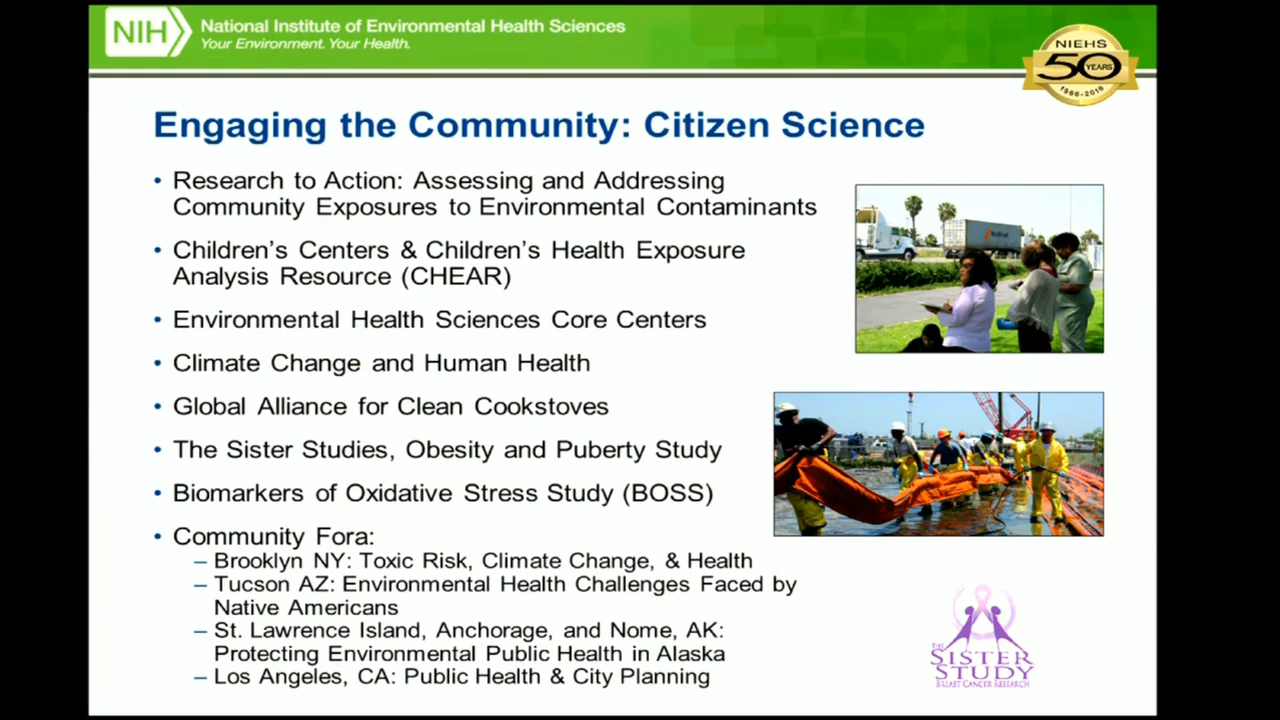 NIH
National Institute of Environmental Health Sciences
Your Environment. Your Health.
NIEHS
50 YEARS
1966-2016
Engaging the Community: Citizen Science
• Research to Action: Assessing and Addressing
Community Exposures to Environmental Contaminants
• Children's Centers & Children's Health Exposure
Analysis Resource (CHEAR)
• Environmental Health Sciences Core Centers
• Climate Change and Human Health
• Global Alliance for Clean Cookstoves
• The Sister Studies, Obesity and Puberty Study
• Biomarkers of Oxidative Stress Study (BOSS)
• Community Fora:
– Brooklyn NY: Toxic Risk, Climate Change, & Health
– Tucson AZ: Environmental Health Challenges Faced by
Native Americans
– St. Lawrence Island, Anchorage, and Nome, AK:
Protecting Environmental Public Health in Alaska
– Los Angeles, CA: Public Health & City Planning
THE
SISTER
STUDY
BREAST CANCER RESEARCH